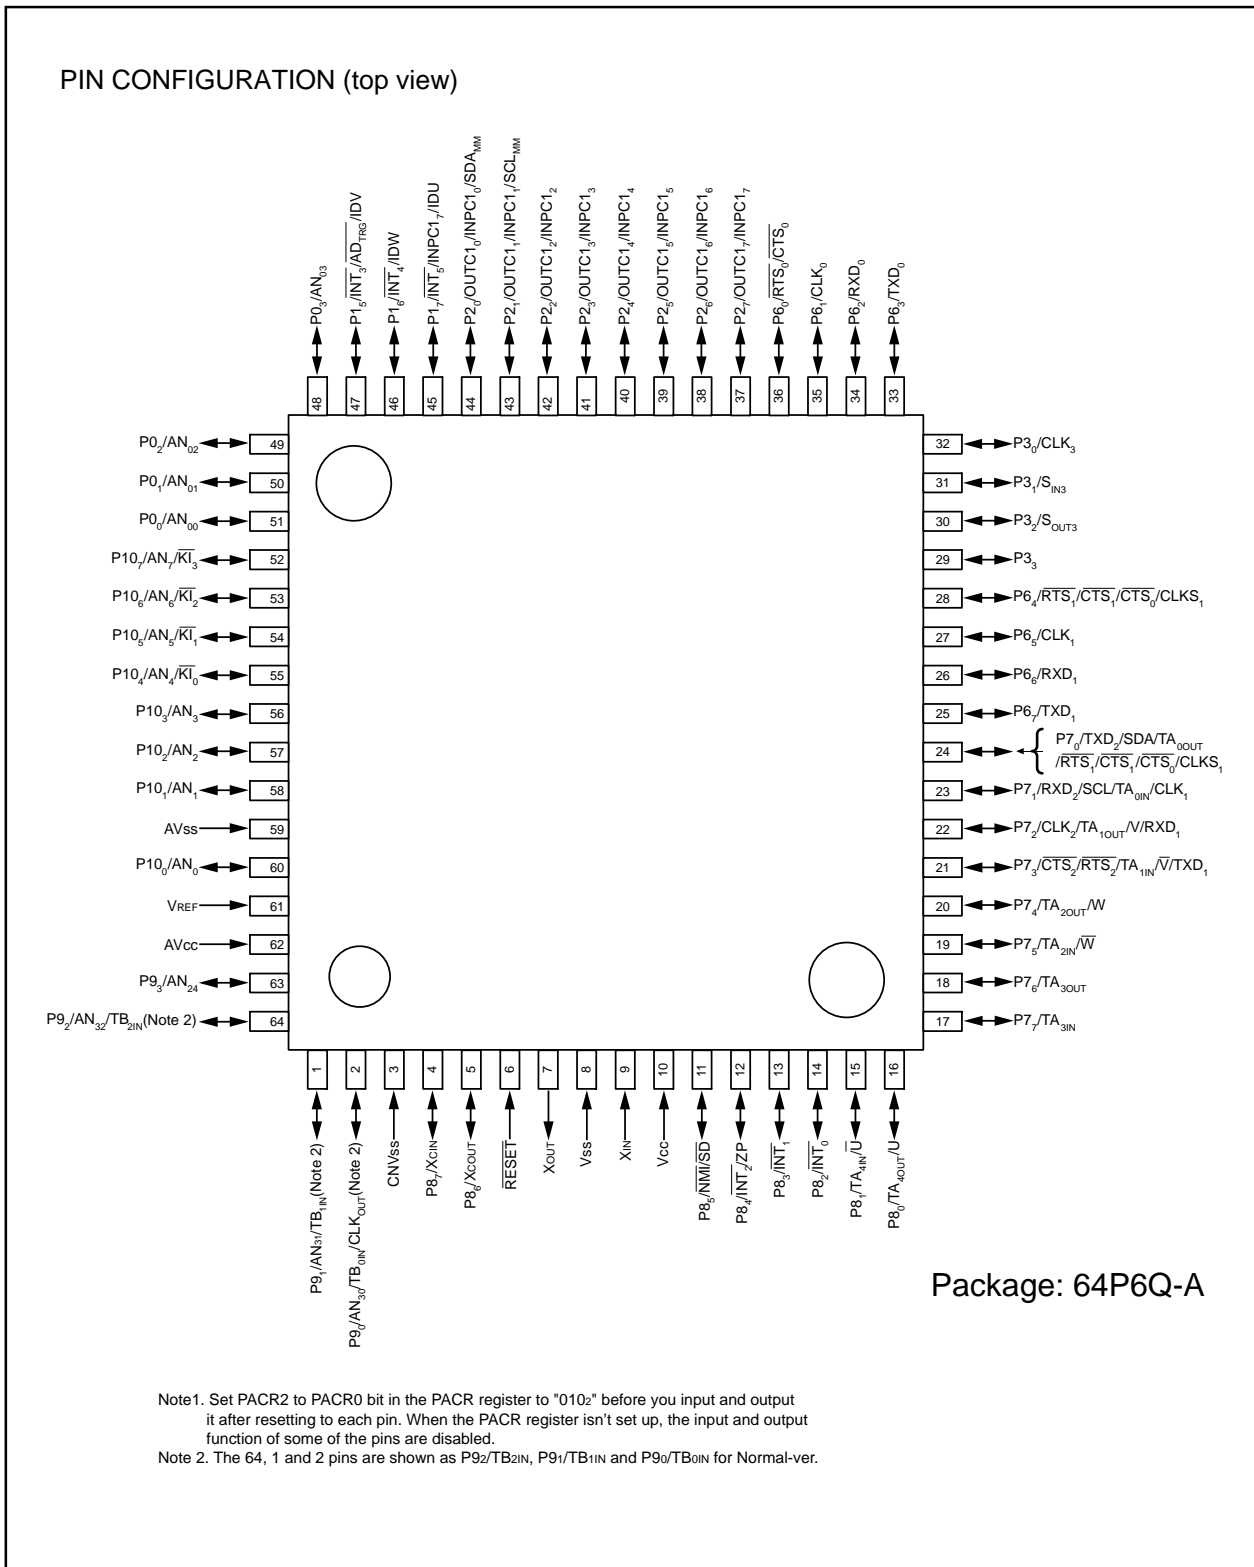 PIN CONFIGURATION (top view)
P0₃/AN₀₃
P1₅/INT₃/AD_TRG/IDV
P1₆/INT₄/IDW
P1₇/INT₅/INPC1₇/IDU
P2₀/OUTC1₀/INPC1₀/SDA_MM
P2₁/OUTC1₁/INPC1₁/SCL_MM
P2₂/OUTC1₂/INPC1₂
P2₃/OUTC1₃/INPC1₃
P2₄/OUTC1₄/INPC1₄
P2₅/OUTC1₅/INPC1₅
P2₆/OUTC1₆/INPC1₆
P2₇/OUTC1₇/INPC1₇
P6₀/RTS₀/CTS₀
P6₁/CLK₀
P6₂/RXD₀
P6₃/TXD₀
48 47 46 45 44 43 42 41 40 39 38 37 36 35 34 33
P0₂/AN₀₂ 49
P0₁/AN₀₁ 50
P0₀/AN₀₀ 51
P10₇/AN₇/K̅I̅₃ 52
P10₆/AN₆/K̅I̅₂ 53
P10₅/AN₅/K̅I̅₁ 54
P10₄/AN₄/K̅I̅₀ 55
P10₃/AN₃ 56
P10₂/AN₂ 57
P10₁/AN₁ 58
AVss 59
P10₀/AN₀ 60
VREF 61
AVcc 62
P9₃/AN₂₄ 63
P9₂/AN₃₂/TB₂IN(Note 2) 64
32 P3₀/CLK₃
31 P3₁/S_IN3
30 P3₂/S_OUT3
29 P3₃
28 P6₄/RTS₁/CTS₁/CTS₀/CLKS₁
27 P6₅/CLK₁
26 P6₆/RXD₁
25 P6₇/TXD₁
24 P7₀/TXD₂/SDA/TA₀OUT
/RTS₁/CTS₁/CTS₀/CLKS₁
23 P7₁/RXD₂/SCL/TA₀IN/CLK₁
22 P7₂/CLK₂/TA₁OUT/V/RXD₁
21 P7₃/CTS₂/RTS₂/TA₁IN/V̅/TXD₁
20 P7₄/TA₂OUT/W
19 P7₅/TA₂IN/W̅
18 P7₆/TA₃OUT
17 P7₇/TA₃IN
1 2 3 4 5 6 7 8 9 10 11 12 13 14 15 16
P9₁/AN₃₁/TB₁IN(Note 2)
P9₀/AN₃₀/TB₀IN/CLK_OUT(Note 2)
CNVss
P8₇/XCIN
P8₆/XCOUT
RESET
XOUT
Vss
XIN
Vcc
P8₅/NMI/SD
P8₄/INT₂/ZP
P8₃/INT₁
P8₂/INT₀
P8₁/TA₄IN/U̅
P8₀/TA₄OUT/U
Package: 64P6Q-A
Note1. Set PACR2 to PACR0 bit in the PACR register to "010₂" before you input and output
it after resetting to each pin. When the PACR register isn't set up, the input and output
function of some of the pins are disabled.
Note 2. The 64, 1 and 2 pins are shown as P9₂/TB₂IN, P9₁/TB₁IN and P9₀/TB₀IN for Normal-ver.